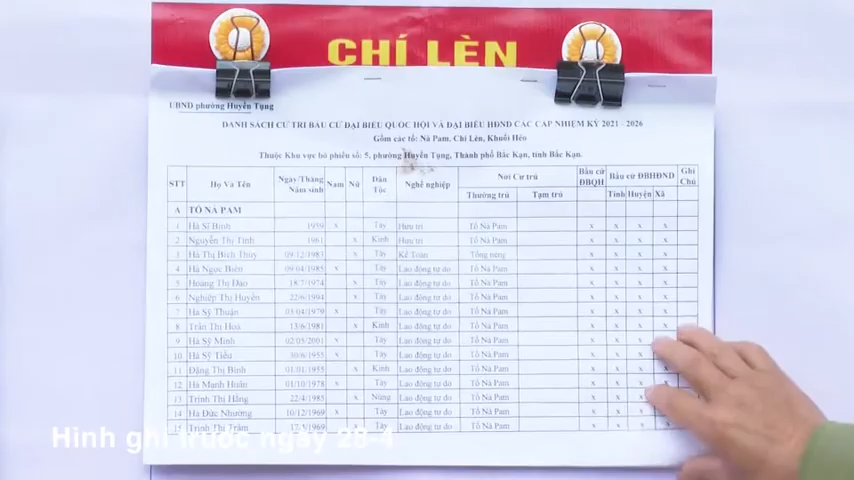 CHÍ LÈN
UBND phường Huyền Tụng
DANH SÁCH CỬ TRI BẦU CỬ ĐẠI BIỂU QUỐC HỘI VÀ ĐẠI BIỂU HĐND CÁC CẤP NHIỆM KỲ 2021 - 2026
Gồm các tổ: Nà Pam, Chí Lèn, Khuổi Hẻo
Thuộc Khu vực bỏ phiếu số: 5, phường Huyền Tụng, Thành phố Bắc Kạn, tỉnh Bắc Kạn.
STT Họ Và Tên Ngày/Tháng Năm sinh Nam Nữ Dân Tộc Nghề nghiệp Nơi Cư trú Thường trú Tạm trú Bầu cử ĐBQH Bầu cử ĐBHĐND Tỉnh Huyện Xã Ghi Chú
A TỔ NÀ PAM
1 Hà Sĩ Bình 1959 x Tày Hưu trí Tổ Nà Pam x x x x
2 Nguyễn Thị Tính 1961 x Kinh Hưu trí Tổ Nà Pam x x x x
3 Hà Thị Bích Thủy 09/12/1983 x Tày Kế Toán Tổng nẻng x x x x
4 Hà Ngọc Biên 09/04/1985 x Tày Lao động tự do Tổ Nà Pam x x x x
5 Hoàng Thị Đào 18/7/1974 x Tày Lao động tự do Tổ Nà Pam x x x x
6 Nghiệp Thị Huyền 22/6/1994 x Tày Lao động tự do Tổ Nà Pam x x x x
7 Hà Sỹ Thuận 03/04/1979 x Tày Lao động tự do Tổ Nà Pam x x x x
8 Trần Thị Hoà 13/6/1981 x Kinh Lao động tự do Tổ Nà Pam x x x x
9 Hà Sỹ Minh 02/05/2001 x Tày Lao động tự do Tổ Nà Pam x x x x
10 Hà Sỹ Tiêu 30/6/1955 x Tày Lao động tự do Tổ Nà Pam x x x
11 Đặng Thị Bình 01/01/1955 x Kinh Lao động tự do Tổ Nà Pam x x x
12 Hà Mạnh Huân 01/10/1978 x Tày Lao động tự do Tổ Nà Pam x x x
13 Trịnh Thị Hằng 22/4/1983 x Nùng Lao động tự do Tổ Nà Pam x x x
14 Hà Đức Nhường 10/12/1969 x Tày Lao động tự do Tổ Nà Pam x x x x
15 Trịnh Thị Trâm Tày Lao động tự do Tổ Nà Pam x x x x
Hình ghi trước ngày 28-4